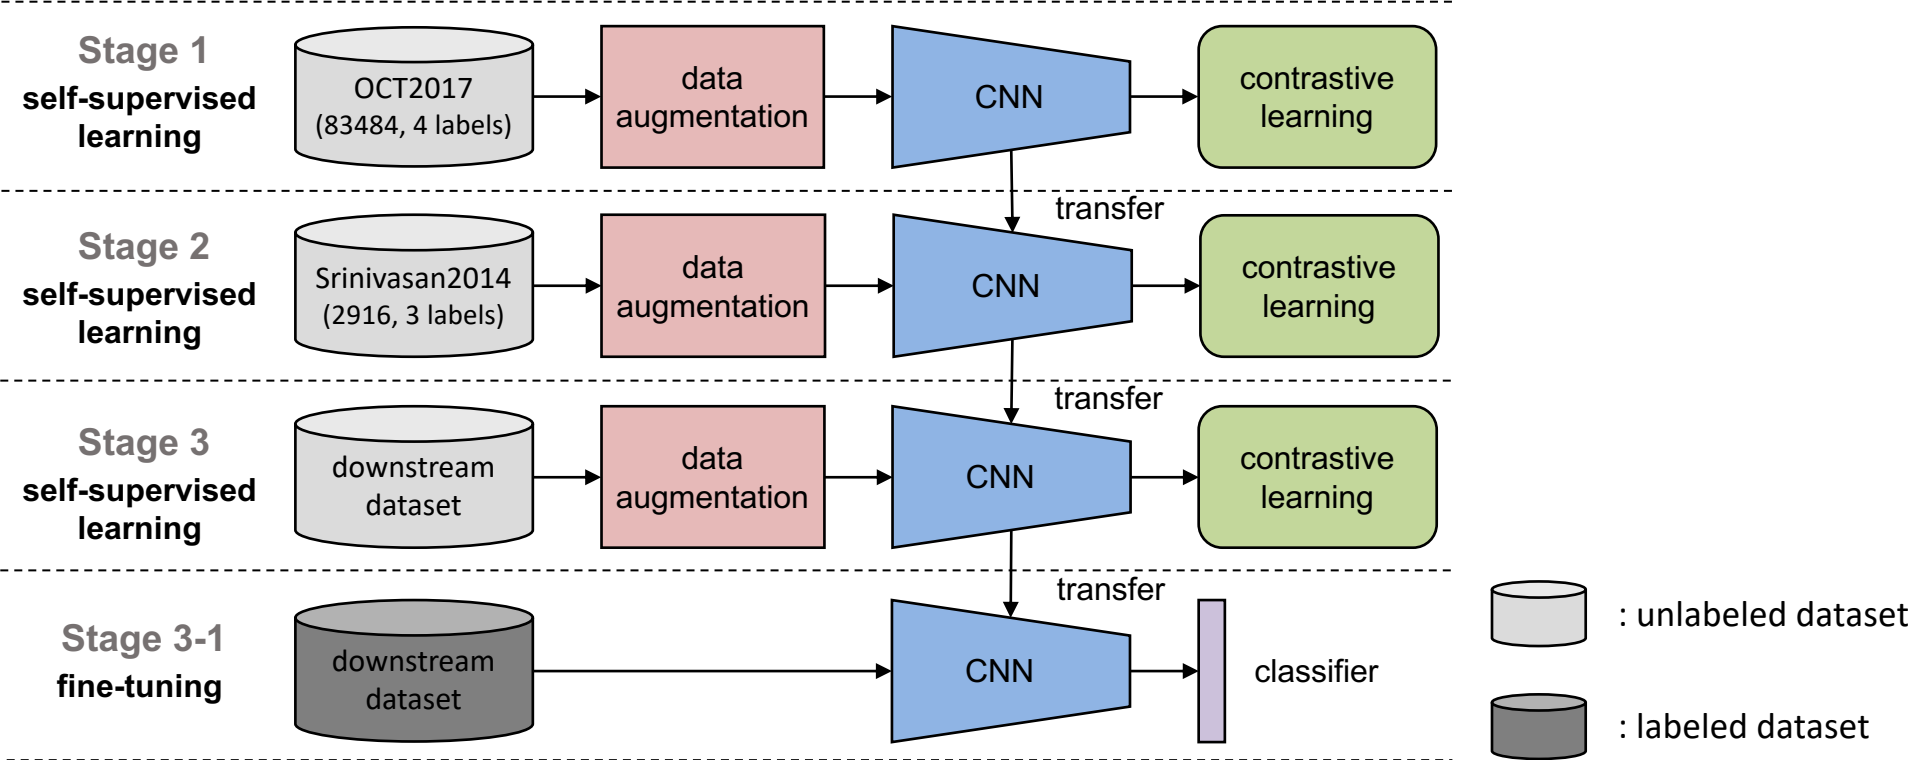 Stage 1
self-supervised
learning
OCT2017
(83484, 4 labels)
data
augmentation
CNN
contrastive
learning
transfer
Stage 2
self-supervised
learning
Srinivasan2014
(2916, 3 labels)
data
augmentation
CNN
contrastive
learning
transfer
Stage 3
self-supervised
learning
downstream
dataset
data
augmentation
CNN
contrastive
learning
transfer
Stage 3-1
fine-tuning
downstream
dataset
CNN
classifier
: unlabeled dataset
: labeled dataset